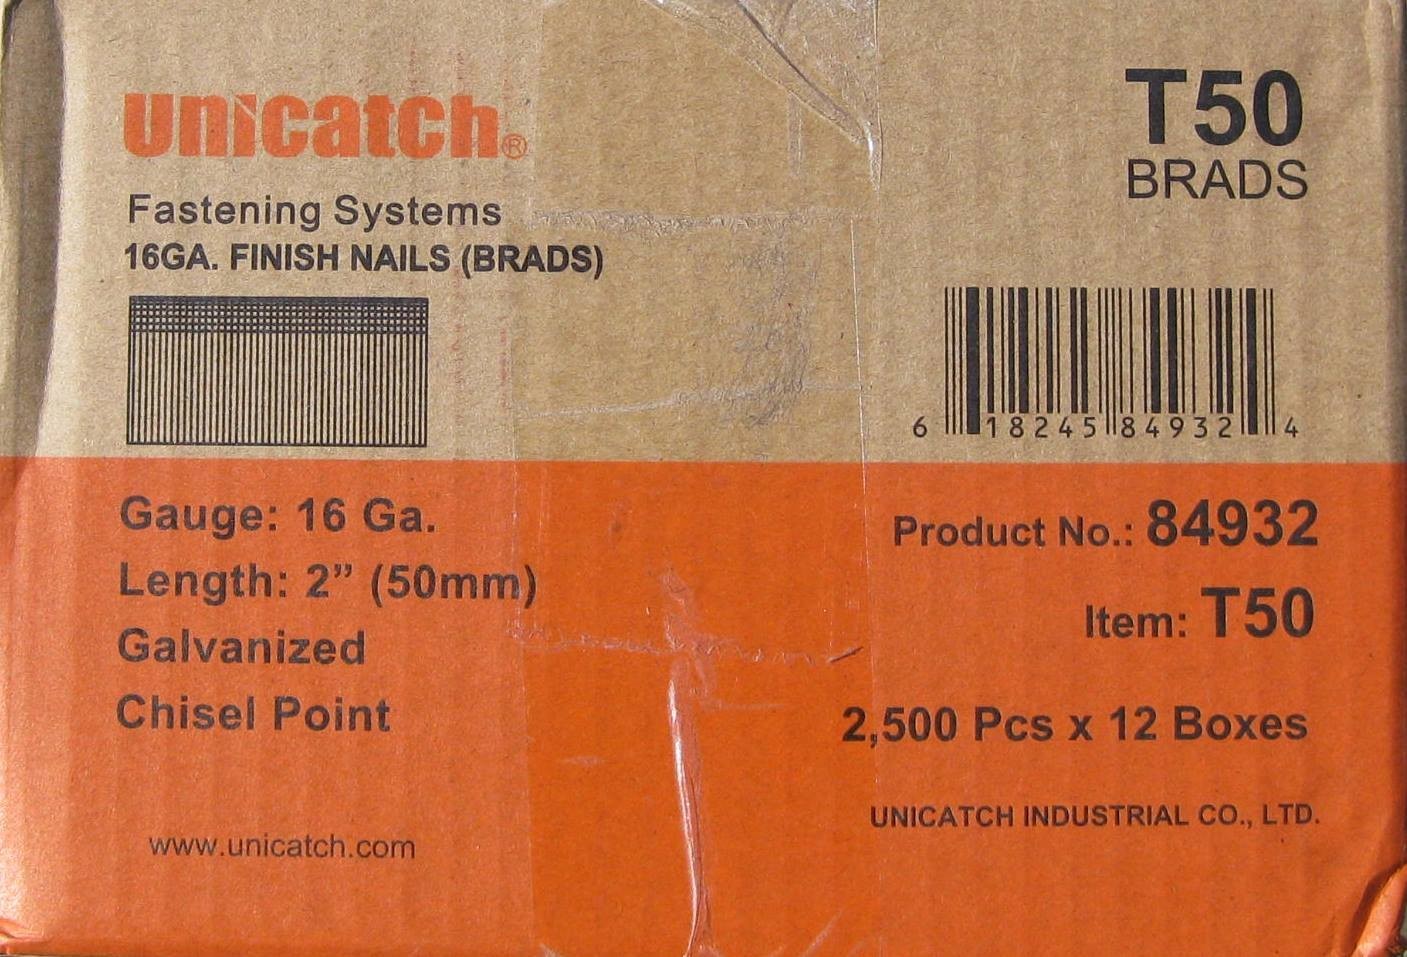 unicatch®
Fastening Systems
16GA. FINISH NAILS (BRADS)
T50
BRADS
6 18245 84932 4
Gauge: 16 Ga.
Length: 2” (50mm)
Galvanized
Chisel Point
www.unicatch.com
Product No.: 84932
Item: T50
2,500 Pcs x 12 Boxes
UNICATCH INDUSTRIAL CO., LTD.